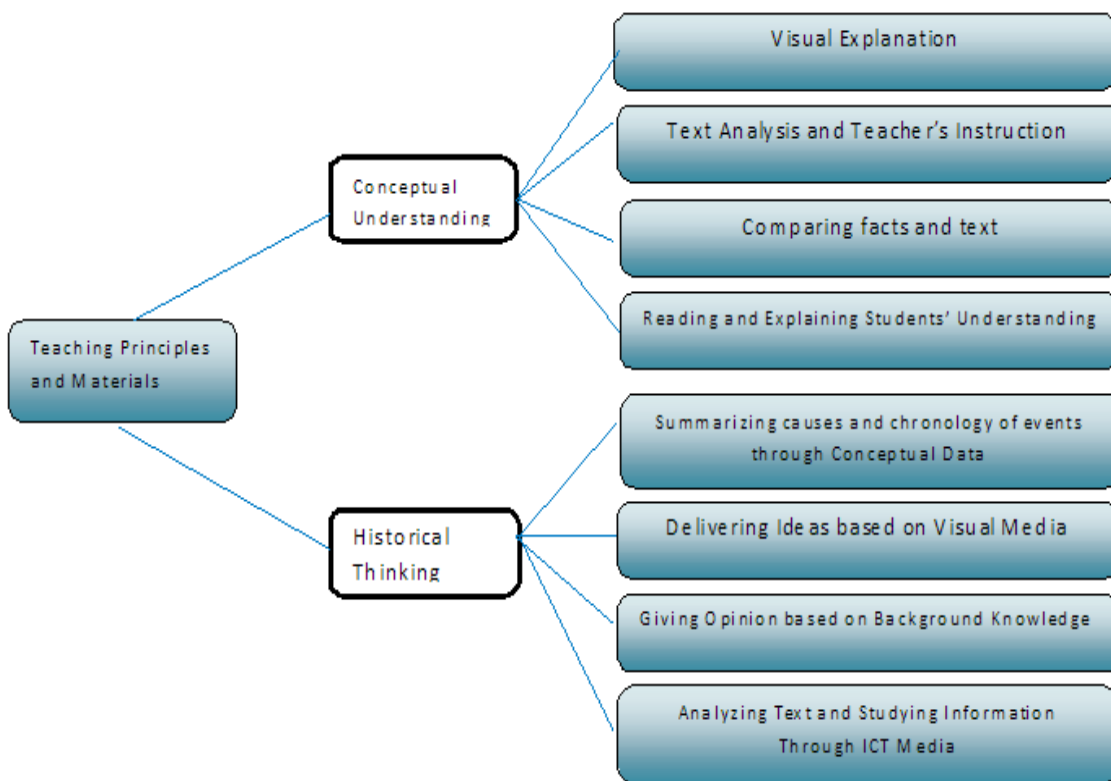 Teaching Principles
and Materials
Conceptual
Understanding
Visual Explanation
Text Analysis and Teacher’s Instruction
Comparing facts and text
Reading and Explaining Students’ Understanding
Historical
Thinking
Summarizing causes and chronology of events
through Conceptual Data
Delivering Ideas based on Visual Media
Giving Opinion based on Background Knowledge
Analyzing Text and Studying Information
Through ICT Media